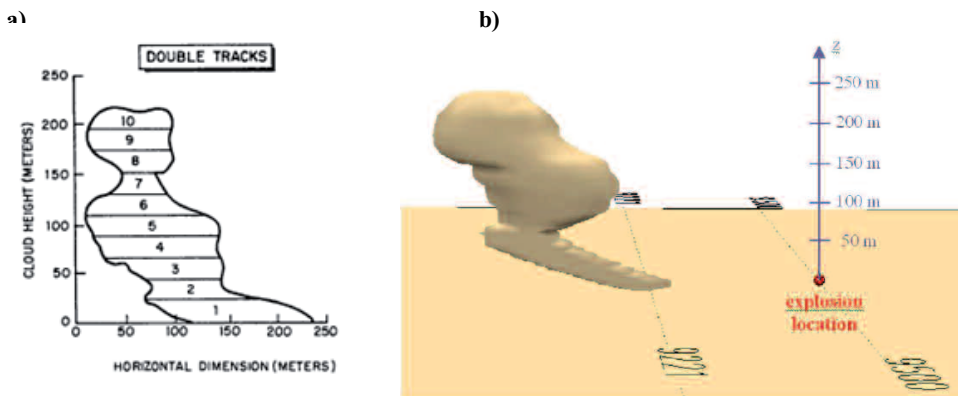 a)
b)
DOUBLE TRACKS
CLOUD HEIGHT (METERS)
250
200
150
100
50
0
10
9
8
7
6
5
4
3
2
1
0 50 100 150 200 250
HORIZONTAL DIMENSION (METERS)
z
250 m
200 m
150 m
100 m
50 m
explosion
location